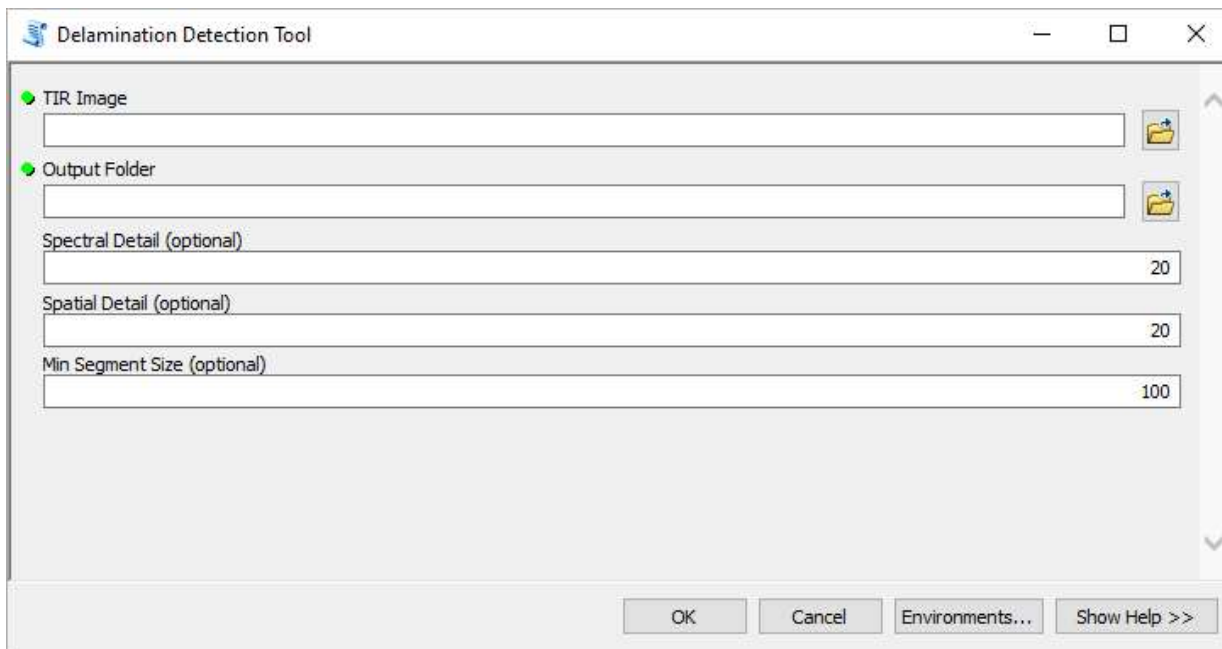 Delamination Detection Tool
TIR Image
Output Folder
Spectral Detail (optional)
20
Spatial Detail (optional)
20
Min Segment Size (optional)
100
OK Cancel Environments... Show Help >>